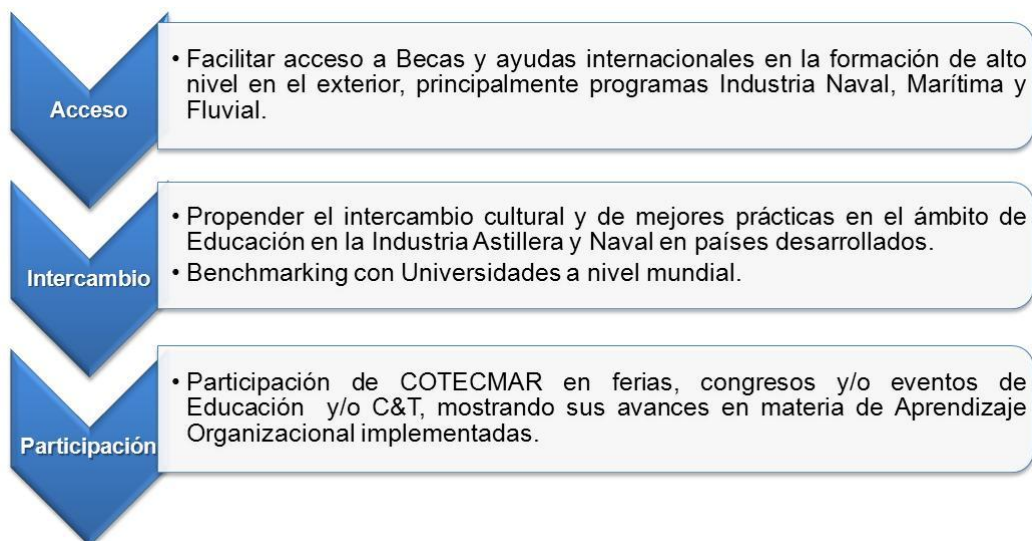 Acceso
• Facilitar acceso a Becas y ayudas internacionales en la formación de alto
nivel en el exterior, principalmente programas Industria Naval, Marítima y
Fluvial.
Intercambio
• Propender el intercambio cultural y de mejores prácticas en el ámbito de
Educación en la Industria Astillera y Naval en países desarrollados.
• Benchmarking con Universidades a nivel mundial.
Participación
• Participación de COTECMAR en ferias, congresos y/o eventos de
Educación y/o C&T, mostrando sus avances en materia de Aprendizaje
Organizacional implementadas.